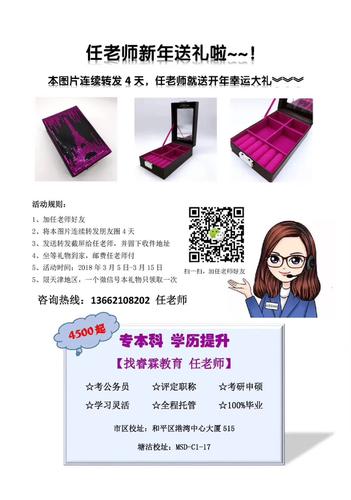 任老师新年送礼啦~~！
本图片连续转发 4 天，任老师就送开年幸运大礼
活动规则：
1、加任老师好友
2、将本图片连续转发朋友圈 4 天
3、发送转发截屏给任老师，并留下收件地址
4、坐等礼物到家，邮费任老师付
5、活动时间：2018 年 3 月 5 日-3 月 15 日
6、限天津地区，一个微信号本礼物只领取一次
扫一扫，加任老师好友
咨询热线：13662108202 任老师
4500起
专本科 学历提升
【找睿霖教育 任老师】
☆考公务员 ☆评定职称 ☆考研申硕
☆学习灵活 ☆全程托管 ☆100%毕业
市区校址：和平区港湾中心大厦 515
塘沽校址：MSD-C1-17